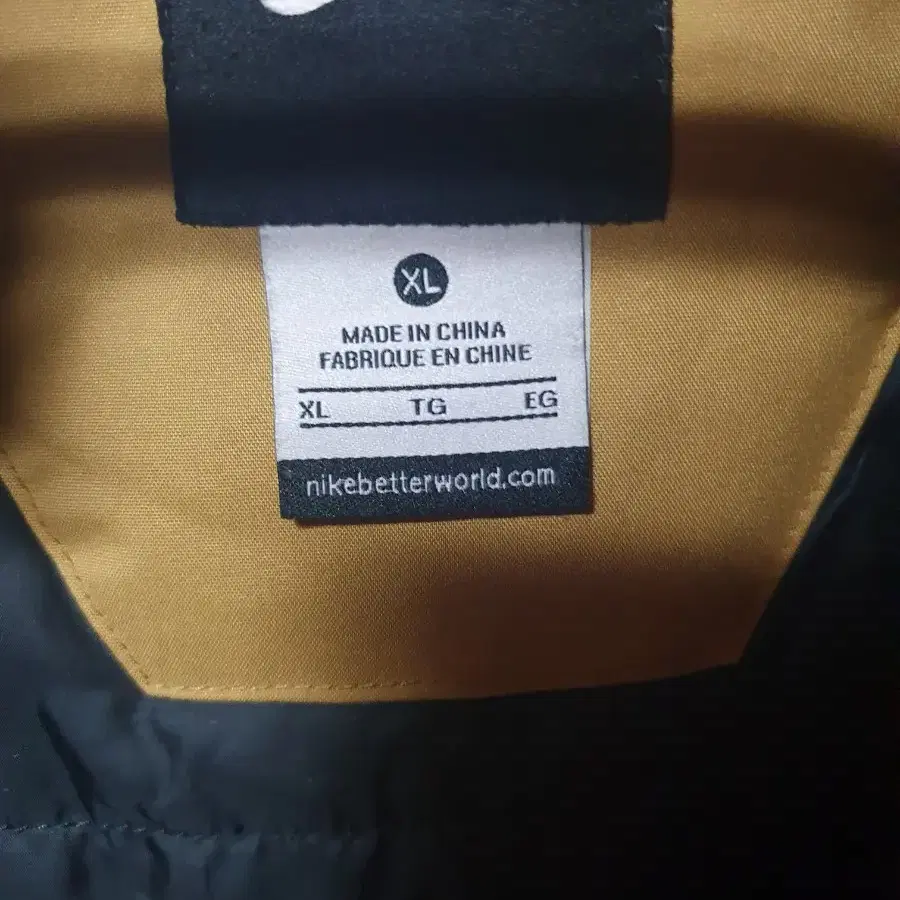 XL
MADE IN CHINA
FABRIQUE EN CHINE
XL TG EG
nikebetterworld.com